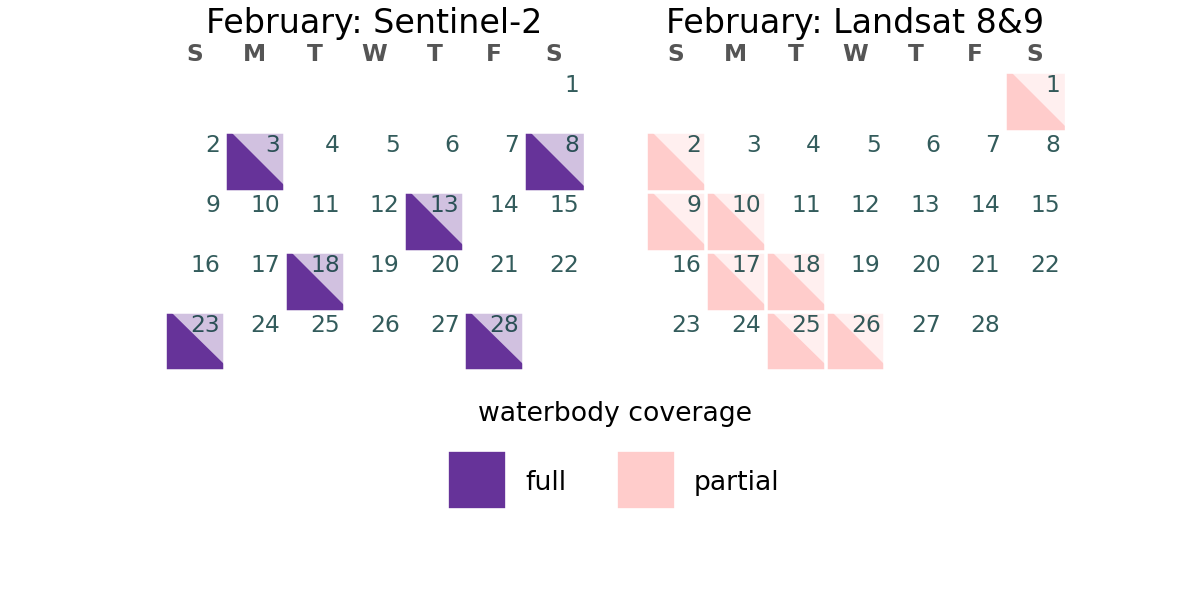 February: Sentinel-2
S M T W T F S
1
2 3 4 5 6 7 8
9 10 11 12 13 14 15
16 17 18 19 20 21 22
23 24 25 26 27 28
February: Landsat 8&9
S M T W T F S
1
2 3 4 5 6 7 8
9 10 11 12 13 14 15
16 17 18 19 20 21 22
23 24 25 26 27 28
waterbody coverage
full
partial